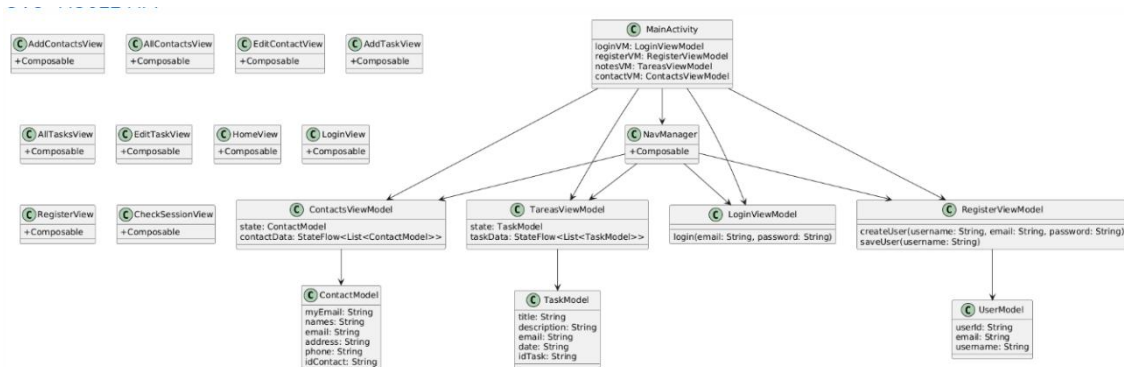 C AddContactsView
+Composable
C AllContactsView
+Composable
C EditContactView
+Composable
C AddTaskView
+Composable
C MainActivity
loginVM: LoginViewModel
registerVM: RegisterViewModel
notesVM: TareasViewModel
contactVM: ContactsViewModel
C AllTasksView
+Composable
C EditTaskView
+Composable
C HomeView
+Composable
C LoginView
+Composable
C NavManager
+Composable
C RegisterView
+Composable
C CheckSessionView
+Composable
C ContactsViewModel
state: ContactModel
contactData: StateFlow<List<ContactModel>>
C TareasViewModel
state: TaskModel
taskData: StateFlow<List<TaskModel>>
C LoginViewModel
login(email: String, password: String)
C RegisterViewModel
createUser(username: String, email: String, password: String)
saveUser(username: String)
C ContactModel
myEmail: String
names: String
email: String
address: String
phone: String
idContact: String
C TaskModel
title: String
description: String
email: String
date: String
idTask: String
C UserModel
userId: String
email: String
username: String